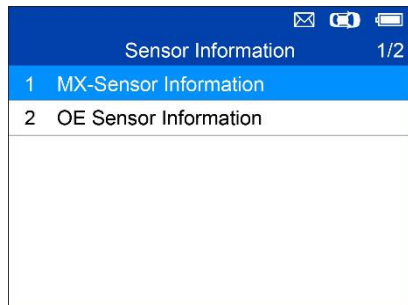 Sensor Information 1/2
1 MX-Sensor Information
2 OE Sensor Information